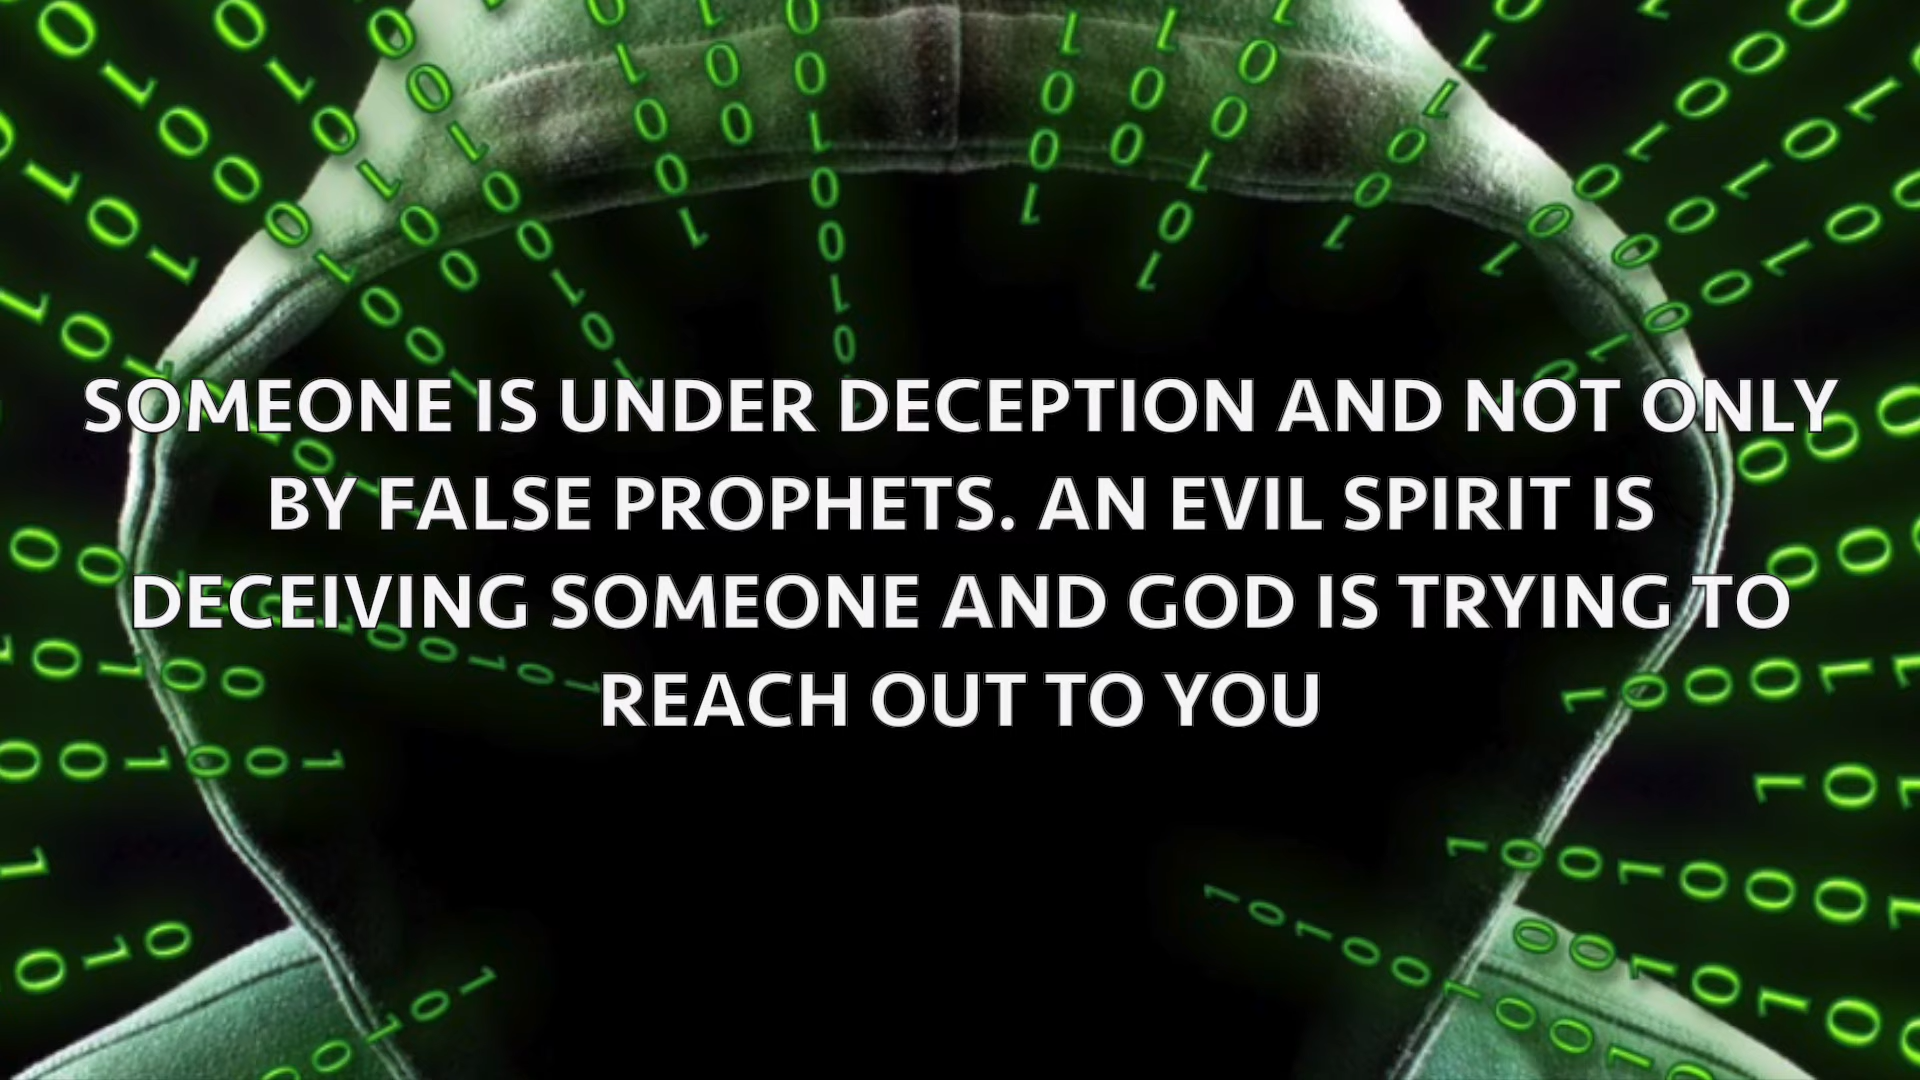 SOMEONE IS UNDER DECEPTION AND NOT ONLY
BY FALSE PROPHETS. AN EVIL SPIRIT IS
DECEIVING SOMEONE AND GOD IS TRYING TO
REACH OUT TO YOU